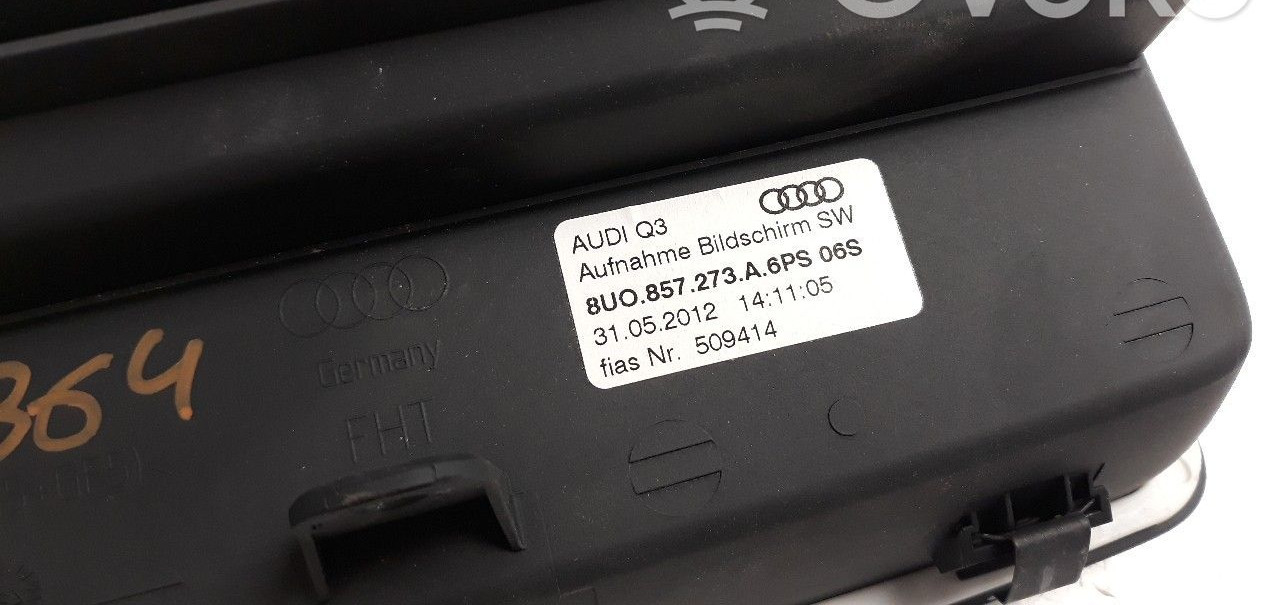 AUDI Q3
Aufnahme Bildschirm SW
8U0.857.273.A.6PS 06S
31.05.2012 14:11:05
fias Nr. 509414
Germany
FHT
364